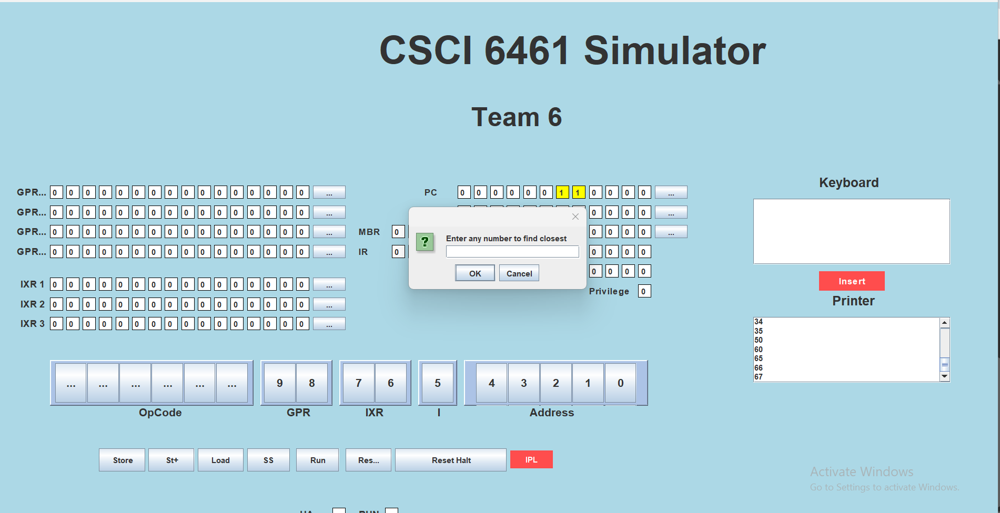 CSCI 6461 Simulator
Team 6
GPR... 0 0 0 0 0 0 0 0 0 0 0 0 0 0 0 0 ...
GPR... 0 0 0 0 0 0 0 0 0 0 0 0 0 0 0 0 ...
GPR... 0 0 0 0 0 0 0 0 0 0 0 0 0 0 0 0 ...
GPR... 0 0 0 0 0 0 0 0 0 0 0 0 0 0 0 0 ...
IXR 1 0 0 0 0 0 0 0 0 0 0 0 0 0 0 0 0 ...
IXR 2 0 0 0 0 0 0 0 0 0 0 0 0 0 0 0 0 ...
IXR 3 0 0 0 0 0 0 0 0 0 0 0 0 0 0 0 0 ...
PC 0 0 0 0 0 0 1 1 0 0 0 0 ...
0 0 0 0 ...
MBR 0
0 0 0 0 ...
IR 0
0 0 0 0
0 0 0 0
Privilege 0
Enter any number to find closest
OK Cancel
Keyboard
Insert
Printer
34
35
50
60
65
66
67
... ... ... ... ... ... 9 8 7 6 5 4 3 2 1 0
OpCode GPR IXR I Address
Store St+ Load SS Run Res... Reset Halt IPL
Activate Windows
Go to Settings to activate Windows.